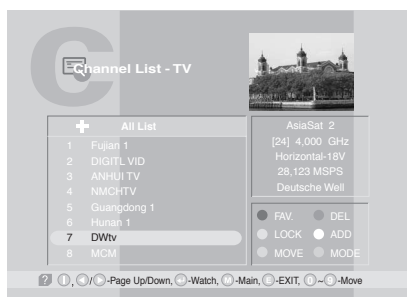 Channel List - TV
All List
1 Fujian 1
2 DIGITL VID
3 ANHUI TV
4 NMCHTV
5 Guangdong 1
6 Hunan 1
7 DWtv
8 MCM
AsiaSat 2
[24] 4,000 GHz
Horizontal-18V
28,123 MSPS
Deutsche Well
FAV. DEL
LOCK ADD
MOVE MODE
? , / -Page Up/Down, -Watch, M -Main, -EXIT, 0 ~ 9 -Move